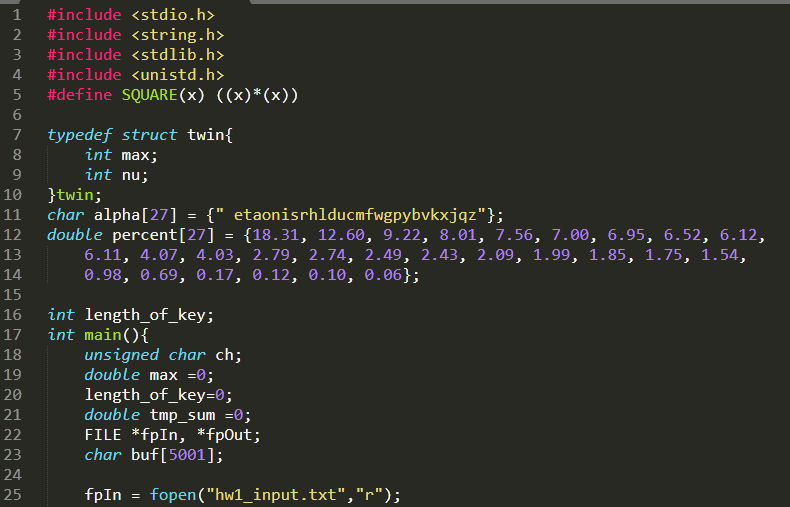 1 #include <stdio.h>
2 #include <string.h>
3 #include <stdlib.h>
4 #include <unistd.h>
5 #define SQUARE(x) ((x)*(x))
6
7 typedef struct twin{
8     int max;
9     int nu;
10 }twin;
11 char alpha[27] = {" etaonisrhlducmfwgpybvkxjqz"};
12 double percent[27] = {18.31, 12.60, 9.22, 8.01, 7.56, 7.00, 6.95, 6.52, 6.12,
13     6.11, 4.07, 4.03, 2.79, 2.74, 2.49, 2.43, 2.09, 1.99, 1.85, 1.75, 1.54,
14     0.98, 0.69, 0.17, 0.12, 0.10, 0.06};
15
16 int length_of_key;
17 int main(){
18     unsigned char ch;
19     double max =0;
20     length_of_key=0;
21     double tmp_sum =0;
22     FILE *fpIn, *fpOut;
23     char buf[5001];
24
25     fpIn = fopen("hw1_input.txt","r");